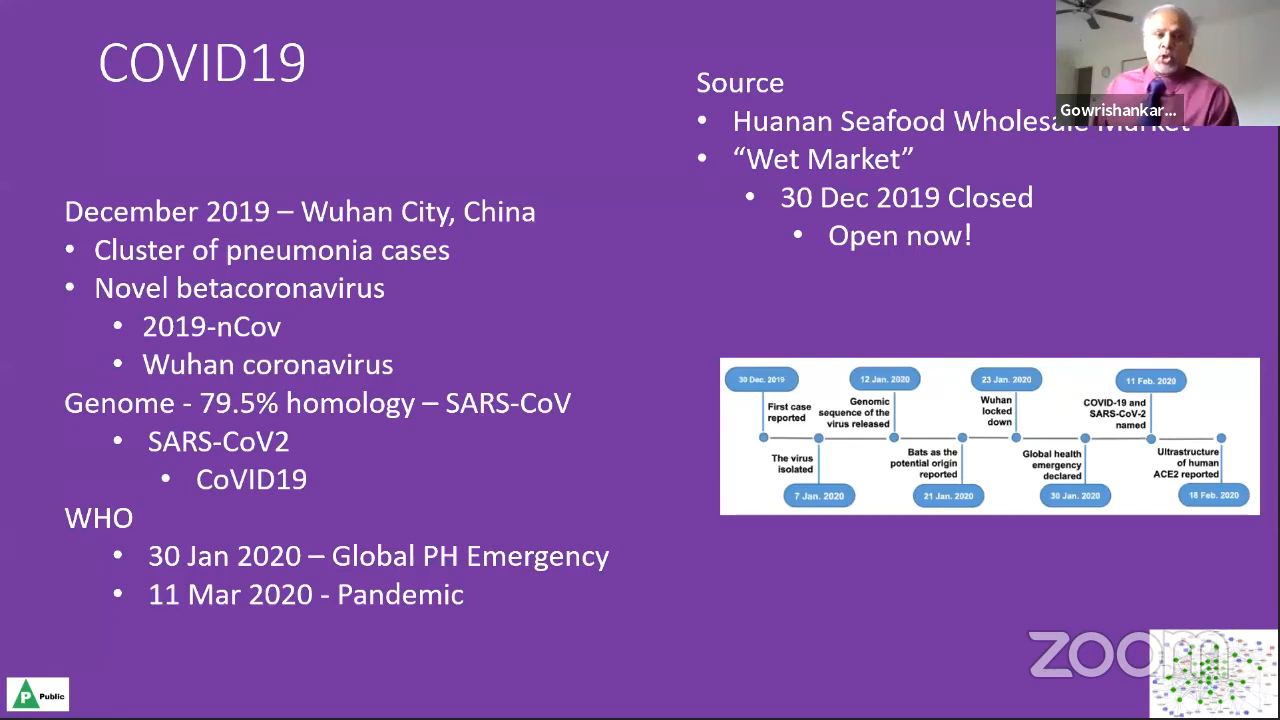 COVID19
December 2019 – Wuhan City, China
• Cluster of pneumonia cases
• Novel betacoronavirus
• 2019-nCov
• Wuhan coronavirus
Genome - 79.5% homology – SARS-CoV
• SARS-CoV2
• CoVID19
WHO
• 30 Jan 2020 – Global PH Emergency
• 11 Mar 2020 - Pandemic
Source
• Huanan Seafood Wholesale Market
• “Wet Market”
• 30 Dec 2019 Closed
• Open now!
Gowrishankar...
30 Dec. 2019
First case
reported
The virus
isolated
7 Jan. 2020
12 Jan. 2020
Genomic
sequence of the
virus released
Bats as the
potential origin
reported
21 Jan. 2020
23 Jan. 2020
Wuhan
locked
down
Global health
emergency
declared
30 Jan. 2020
11 Feb. 2020
COVID-19 and
SARS-CoV-2
named
Ultrastructure
of human
ACE2 reported
18 Feb. 2020
P Public
zoom